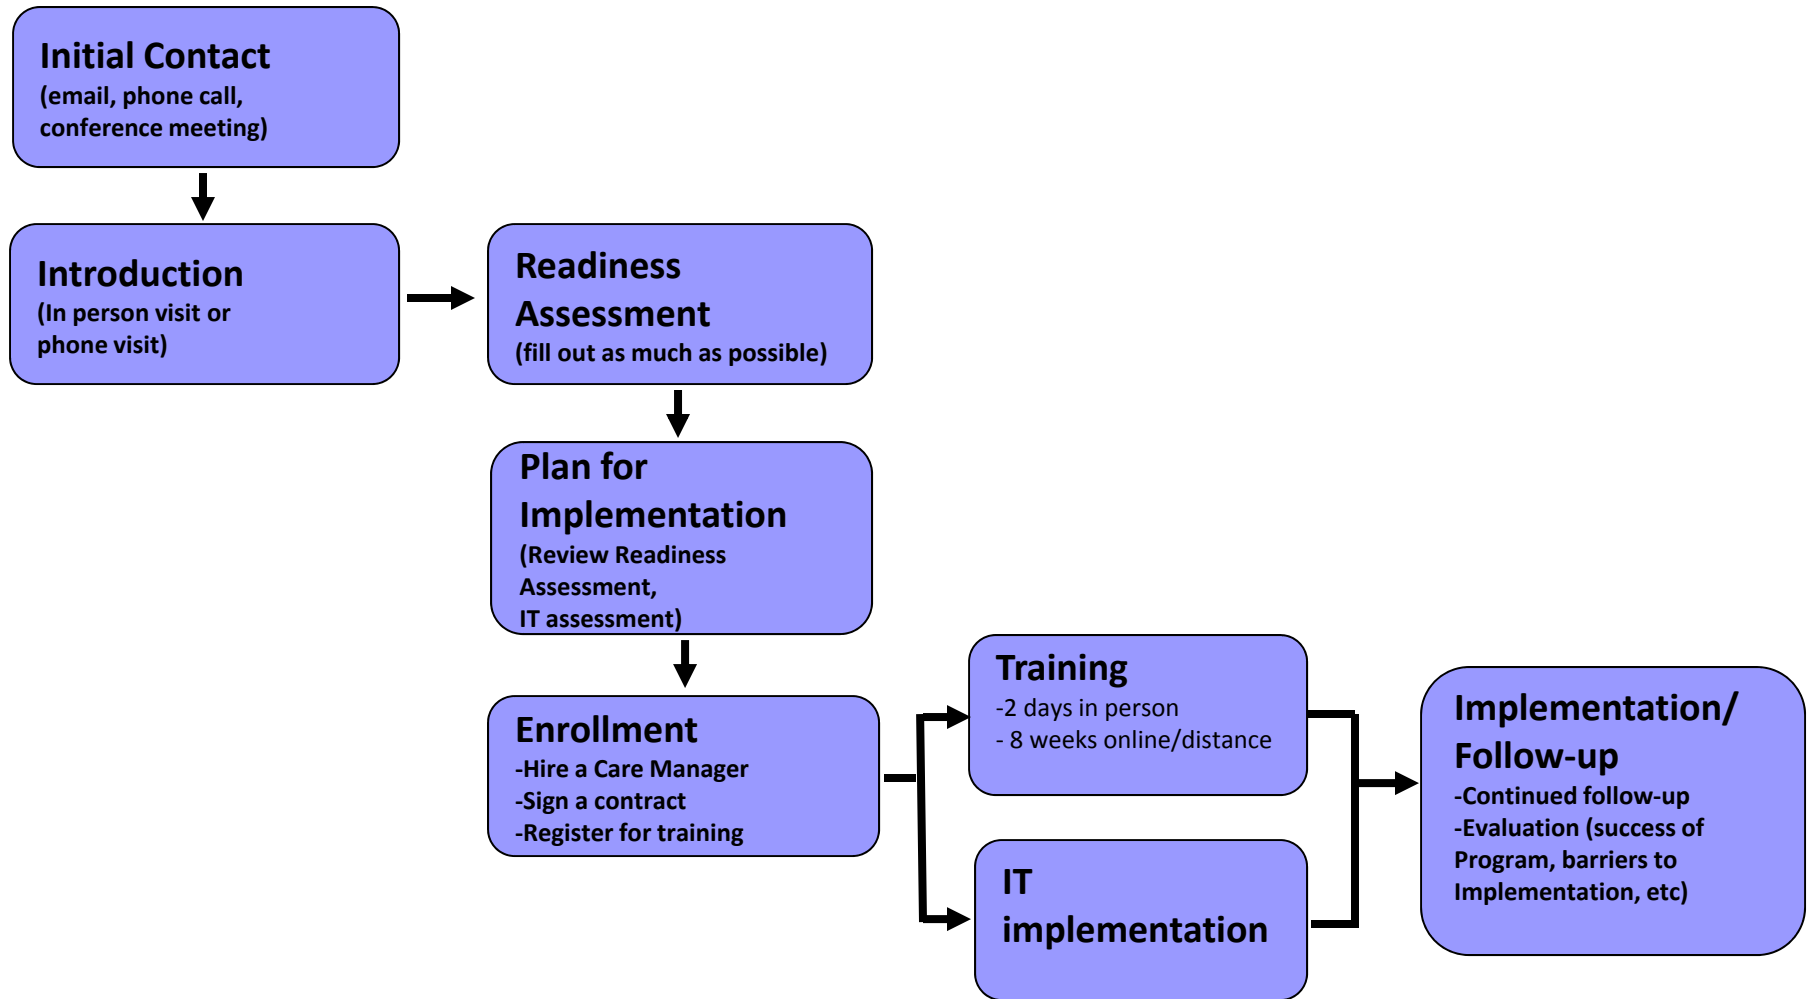 Initial Contact
(email, phone call,
conference meeting)
Introduction
(In person visit or
phone visit)
Readiness
Assessment
(fill out as much as possible)
Plan for
Implementation
(Review Readiness
Assessment,
IT assessment)
Enrollment
-Hire a Care Manager
-Sign a contract
-Register for training
Training
-2 days in person
- 8 weeks online/distance
IT
implementation
Implementation/
Follow-up
-Continued follow-up
-Evaluation (success of
Program, barriers to
Implementation, etc)